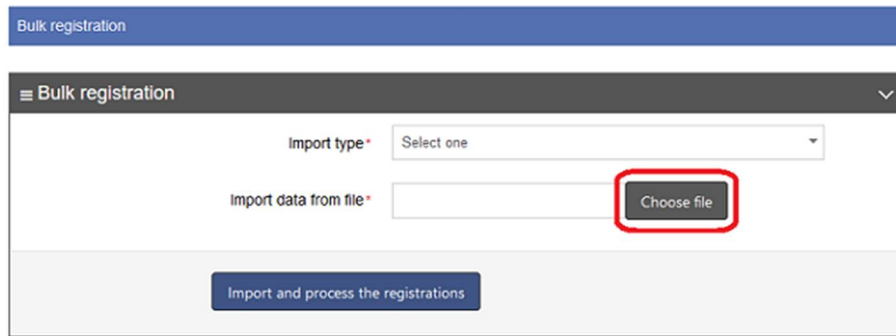 Bulk registration
Bulk registration
Import type*
Select one
Import data from file*
Choose file
Import and process the registrations